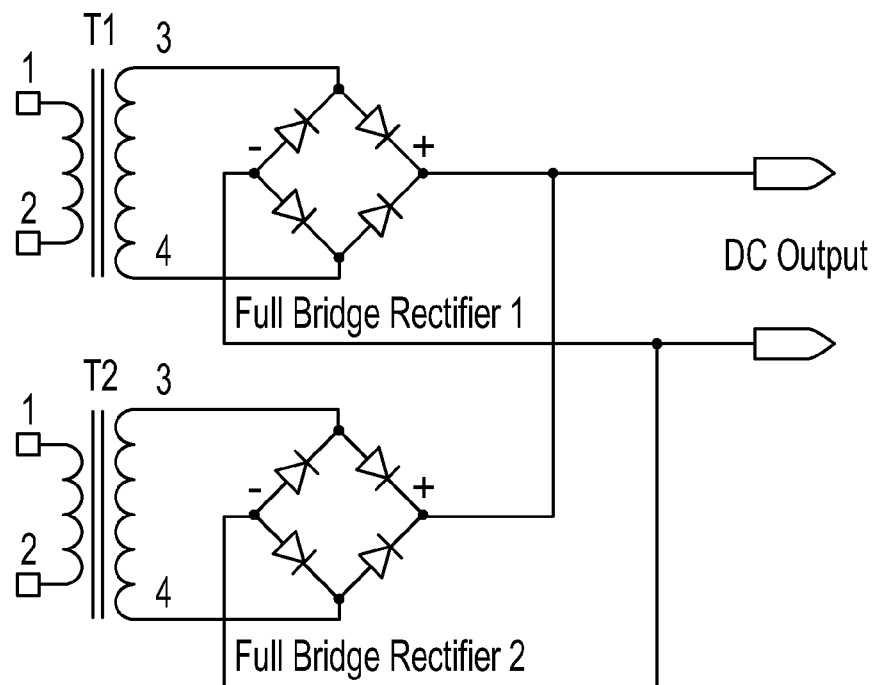 T1
3
1
-
+
2
4
DC Output
Full Bridge Rectifier 1
T2
3
1
-
+
2
4
Full Bridge Rectifier 2